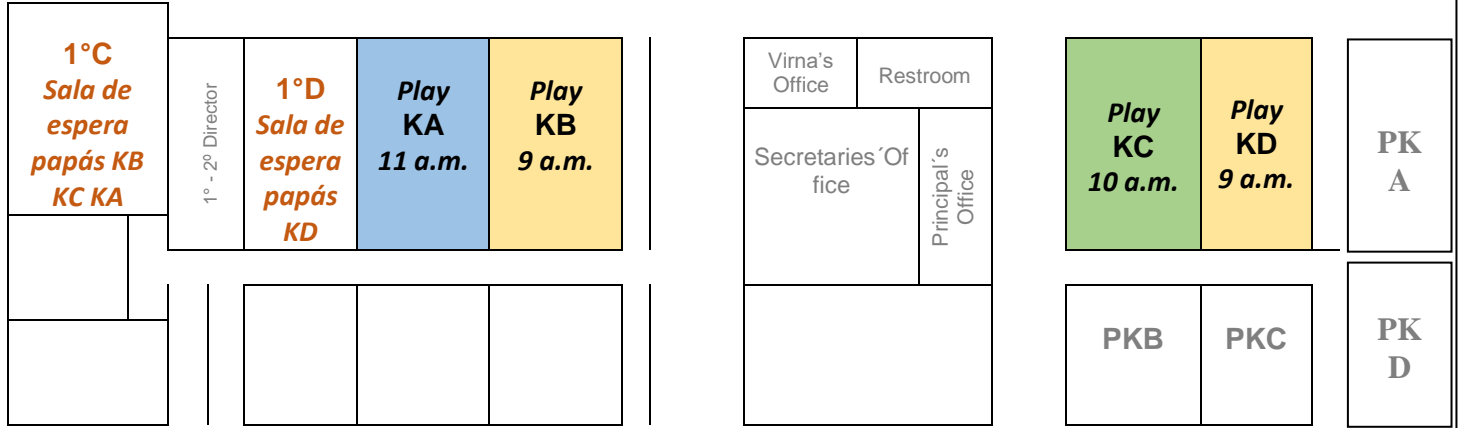 1°C
Sala de
espera
papás KB
KC KA
1° - 2º Director
1°D
Sala de
espera
papás
KD
Play
KA
11 a.m.
Play
KB
9 a.m.
Virna's
Office
Restroom
Secretaries´Of
fice
Principal´s
Office
Play
KC
10 a.m.
Play
KD
9 a.m.
PK
A
PKB
PKC
PK
D